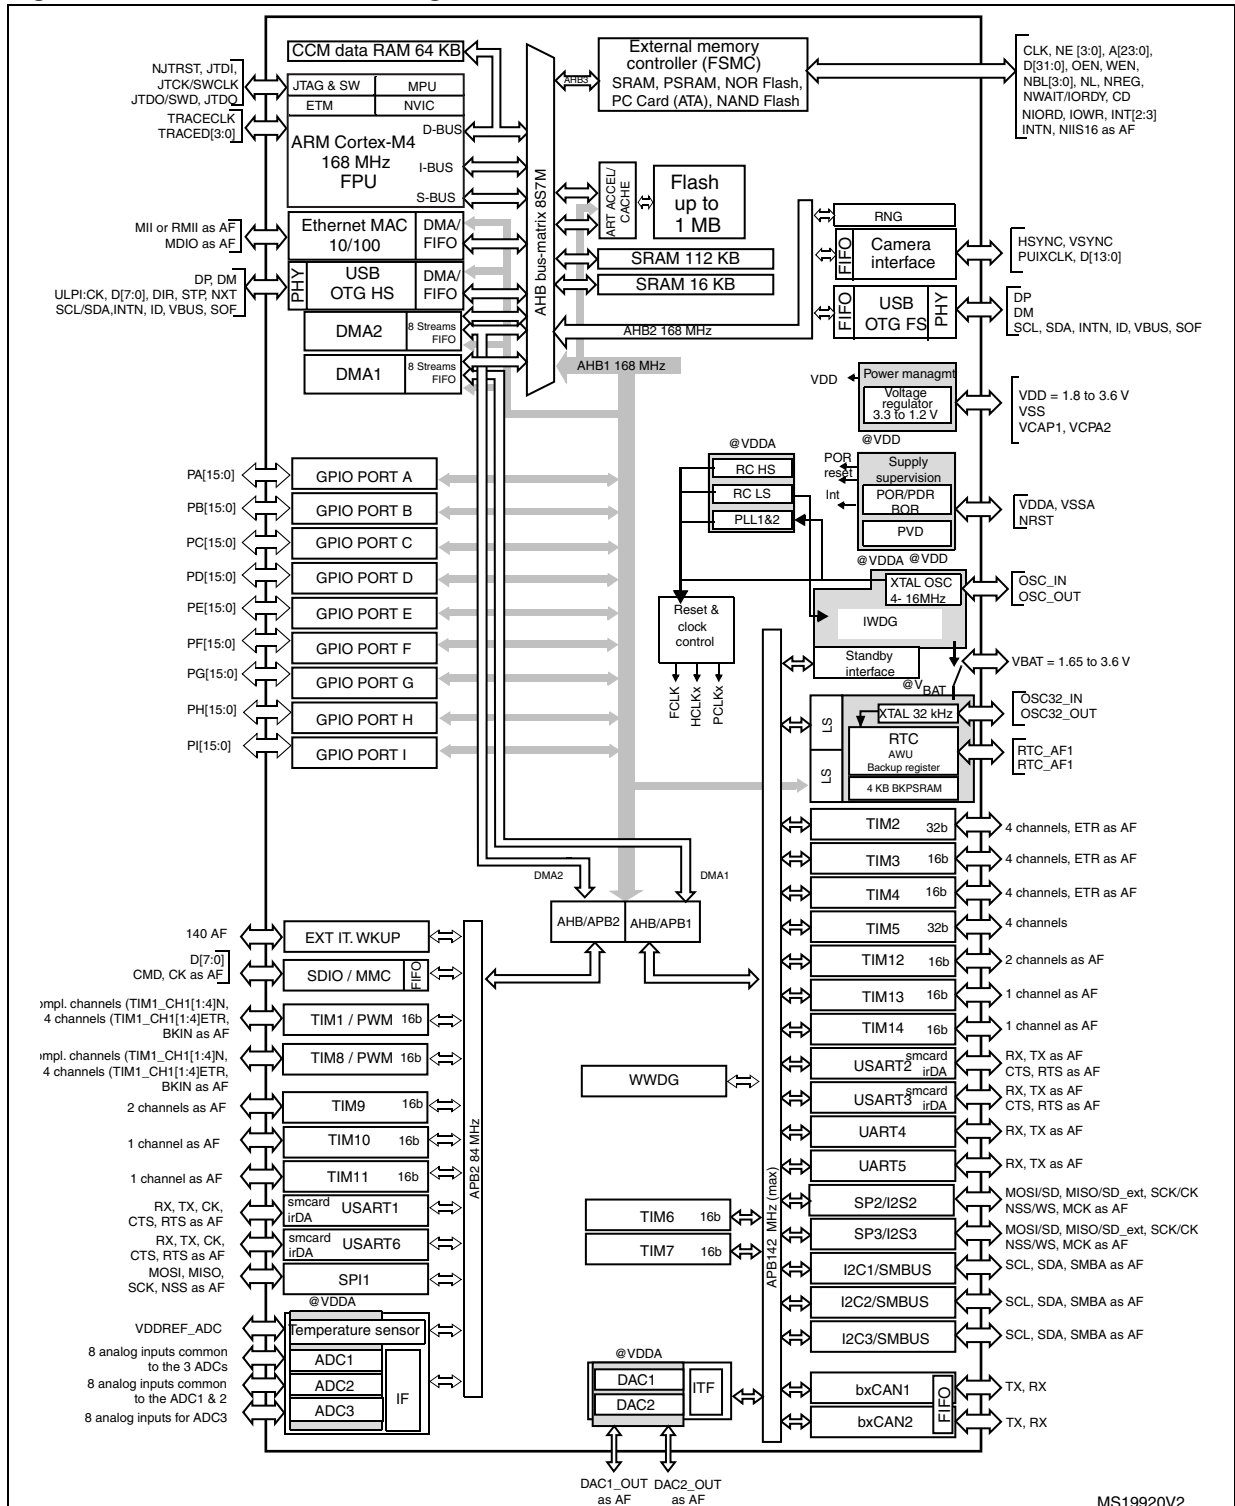 CCM data RAM 64 KB
External memory
controller (FSMC)
SRAM, PSRAM, NOR Flash,
PC Card (ATA), NAND Flash
AHB3
CLK, NE [3:0], A[23:0],
D[31:0], OEN, WEN,
NBL[3:0], NL, NREG,
NWAIT/IORDY, CD
NIORD, IOWR, INT[2:3]
INTN, NIIS16 as AF
NJTRST, JTDI,
JTCK/SWCLK
JTDO/SWD, JTDO
TRACECLK
TRACED[3:0]
JTAG & SW
MPU
ETM
NVIC
D-BUS
ARM Cortex-M4
168 MHz
FPU
I-BUS
S-BUS
AHB bus-matrix 8S7M
ART ACCEL/
CACHE
Flash
up to
1 MB
SRAM 112 KB
SRAM 16 KB
AHB2 168 MHz
AHB1 168 MHz
MII or RMII as AF
MDIO as AF
Ethernet MAC
10/100
DMA/
FIFO
DP, DM
ULPI:CK, D[7:0], DIR, STP, NXT
SCL/SDA,INTN, ID, VBUS, SOF
PHY
USB
OTG HS
DMA/
FIFO
DMA2
8 Streams
FIFO
DMA1
8 Streams
FIFO
RNG
FIFO
Camera
interface
HSYNC, VSYNC
PUIXCLK, D[13:0]
FIFO
USB
OTG FS
PHY
DP
DM
SCL, SDA, INTN, ID, VBUS, SOF
VDD
Power managmt
Voltage
regulator
3.3 to 1.2 V
@VDD
VDD = 1.8 to 3.6 V
VSS
VCAP1, VCPA2
@VDDA
RC HS
RC LS
PLL1&2
POR
reset
Int
Supply
supervision
POR/PDR
BOR
PVD
VDDA, VSSA
NRST
@VDDA @VDD
XTAL OSC
4- 16MHz
OSC_IN
OSC_OUT
IWDG
Reset &
clock
control
FCLK
HCLKx
PCLKx
Standby
interface
VBAT = 1.65 to 3.6 V
@VBAT
XTAL 32 kHz
OSC32_IN
OSC32_OUT
LS
LS
RTC
AWU
Backup register
4 KB BKPSRAM
RTC_AF1
RTC_AF1
PA[15:0]
GPIO PORT A
PB[15:0]
GPIO PORT B
PC[15:0]
GPIO PORT C
PD[15:0]
GPIO PORT D
PE[15:0]
GPIO PORT E
PF[15:0]
GPIO PORT F
PG[15:0]
GPIO PORT G
PH[15:0]
GPIO PORT H
PI[15:0]
GPIO PORT I
DMA2
DMA1
AHB/APB2
AHB/APB1
140 AF
EXT IT. WKUP
D[7:0]
CMD, CK as AF
SDIO / MMC
FIFO
ompl. channels (TIM1_CH1[1:4]N,
4 channels (TIM1_CH1[1:4]ETR,
BKIN as AF
TIM1 / PWM 16b
ompl. channels (TIM1_CH1[1:4]N,
4 channels (TIM1_CH1[1:4]ETR,
BKIN as AF
TIM8 / PWM 16b
2 channels as AF
TIM9 16b
1 channel as AF
TIM10 16b
1 channel as AF
TIM11 16b
RX, TX, CK,
CTS, RTS as AF
smcard
irDA
USART1
RX, TX, CK,
CTS, RTS as AF
smcard
irDA
USART6
MOSI, MISO,
SCK, NSS as AF
SPI1
@VDDA
VDDREF_ADC
Temperature sensor
8 analog inputs common
to the 3 ADCs
ADC1
8 analog inputs common
to the ADC1 & 2
ADC2
8 analog inputs for ADC3
ADC3
IF
APB2 84 MHz
WWDG
TIM6 16b
TIM7 16b
@VDDA
DAC1
DAC2
ITF
DAC1_OUT
as AF
DAC2_OUT
as AF
APB142 MHz (max)
TIM2 32b
4 channels, ETR as AF
TIM3 16b
4 channels, ETR as AF
TIM4 16b
4 channels, ETR as AF
TIM5 32b
4 channels
TIM12 16b
2 channels as AF
TIM13 16b
1 channel as AF
TIM14 16b
1 channel as AF
USART2
smcard
irDA
RX, TX as AF
CTS, RTS as AF
USART3
smcard
irDA
RX, TX as AF
CTS, RTS as AF
UART4
RX, TX as AF
UART5
RX, TX as AF
SP2/I2S2
MOSI/SD, MISO/SD_ext, SCK/CK
NSS/WS, MCK as AF
SP3/I2S3
MOSI/SD, MISO/SD_ext, SCK/CK
NSS/WS, MCK as AF
I2C1/SMBUS
SCL, SDA, SMBA as AF
I2C2/SMBUS
SCL, SDA, SMBA as AF
I2C3/SMBUS
SCL, SDA, SMBA as AF
bxCAN1
TX, RX
bxCAN2
FIFO
TX, RX
MS19920V2